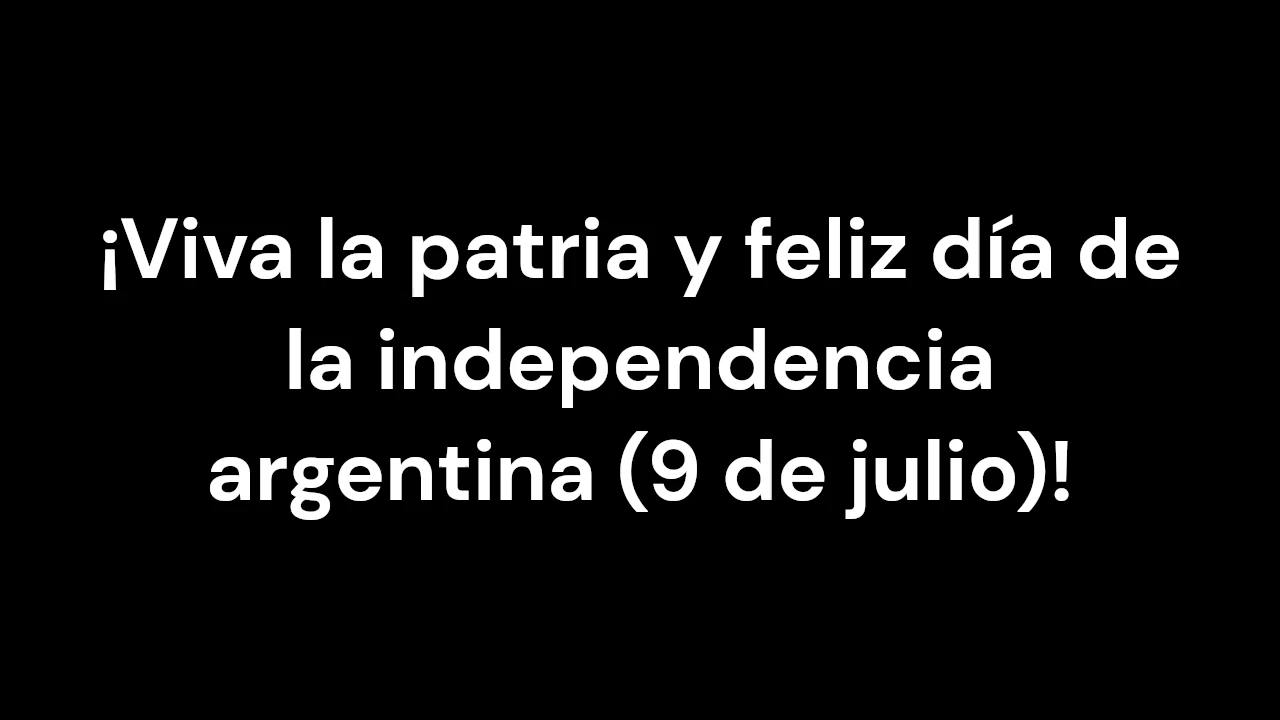 ¡Viva la patria y feliz día de
la independencia
argentina (9 de julio)!